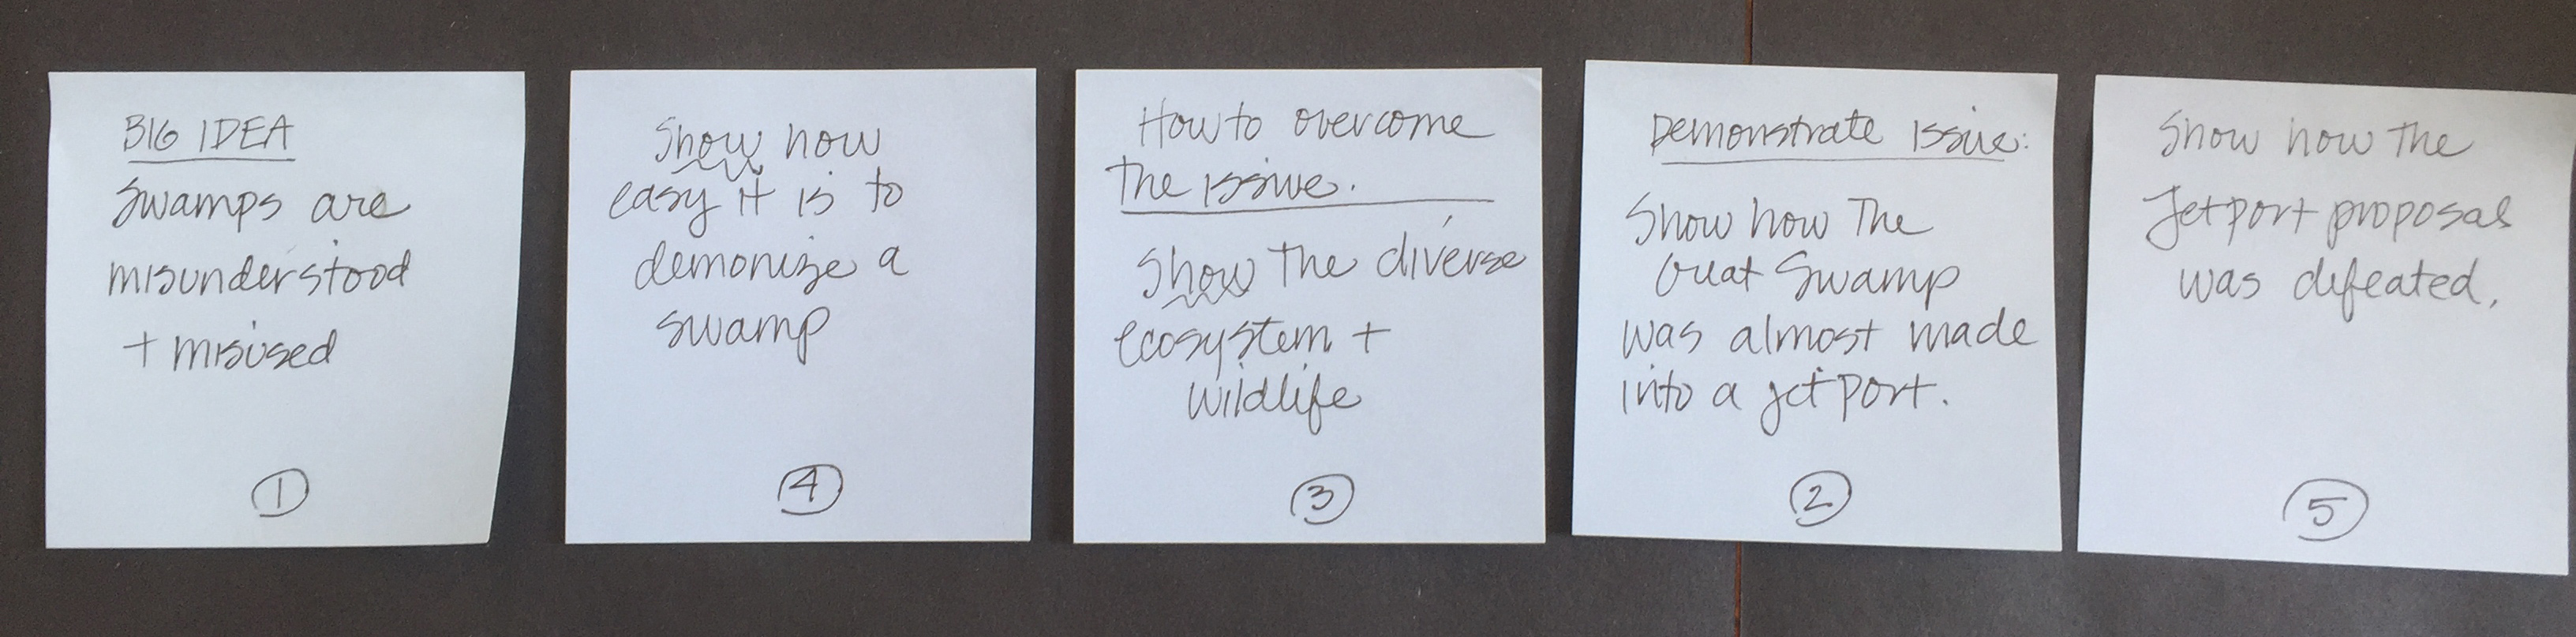 BIG IDEA
Swamps are
misunderstood
+ misused
1
Show how
easy it is to
demonize a
swamp
4
How to overcome
the issue.
Show the diverse
ecosystem +
wildlife
3
Demonstrate issue:
Show how the
Great Swamp
was almost made
into a jetport.
2
Show how the
Jetport proposal
was defeated.
5